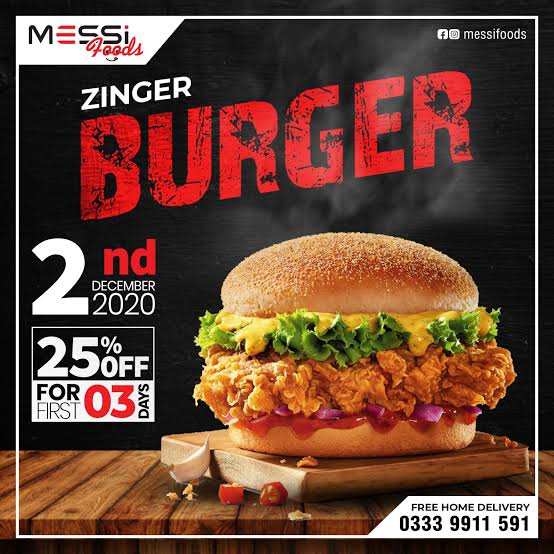 MESSi
Foods
messifoods
ZINGER
BURGER
2nd
DECEMBER
2020
25% OFF
FOR
FIRST
03
DAYS
FREE HOME DELIVERY
0333 9911 591